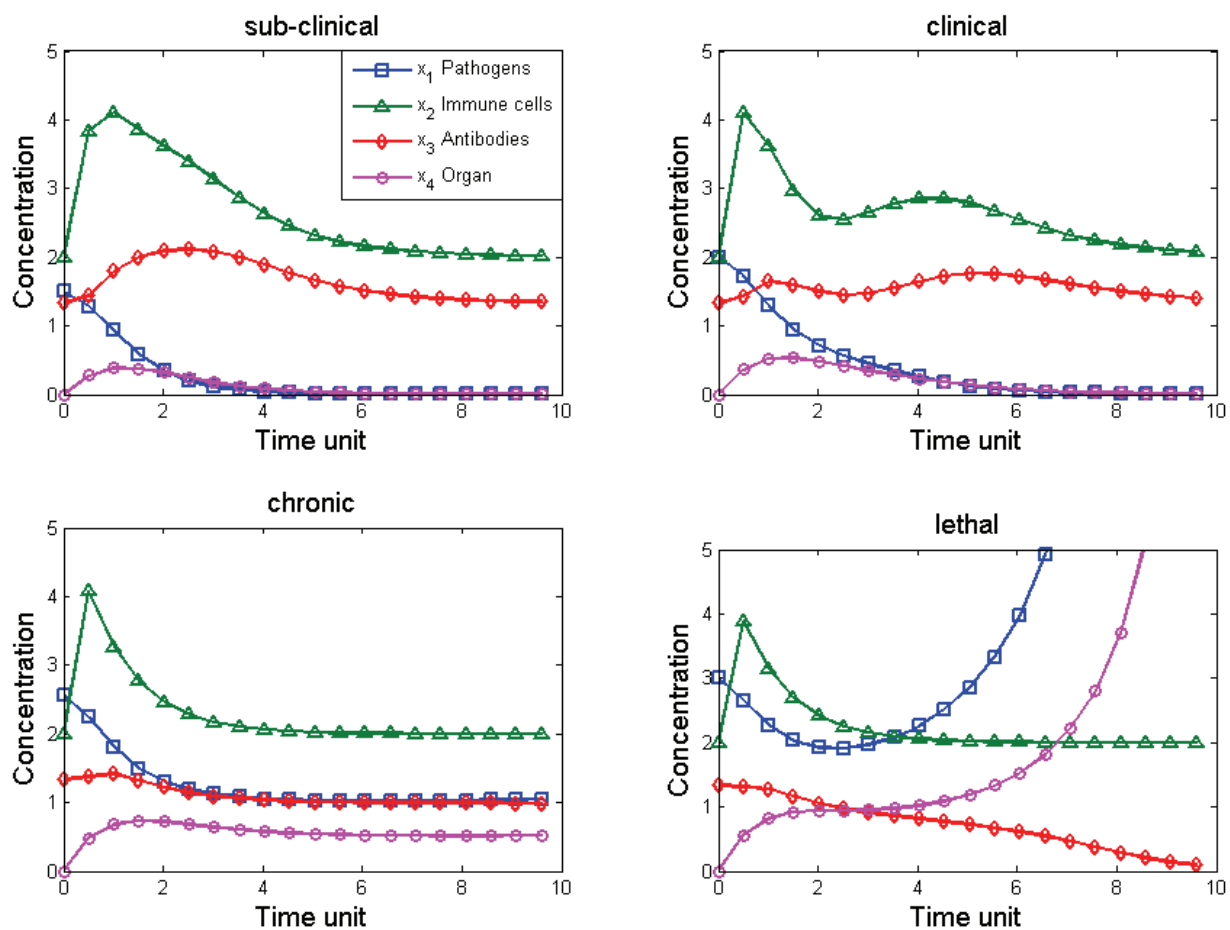 sub-clinical
5
4
3
2
1
0
Concentration
x1 Pathogens
x2 Immune cells
x3 Antibodies
x4 Organ
0 2 4 6 8 10
Time unit
clinical
5
4
3
2
1
0
Concentration
0 2 4 6 8 10
Time unit
chronic
5
4
3
2
1
0
Concentration
0 2 4 6 8 10
Time unit
lethal
5
4
3
2
1
0
Concentration
0 2 4 6 8 10
Time unit